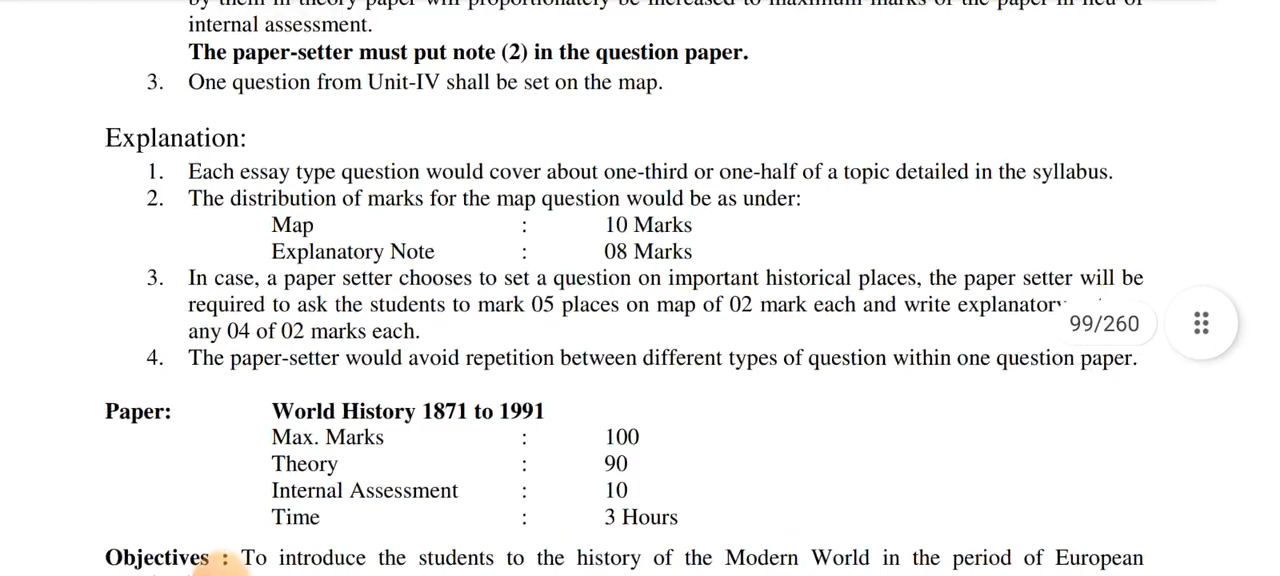 internal assessment.
The paper-setter must put note (2) in the question paper.
3. One question from Unit-IV shall be set on the map.
Explanation:
1. Each essay type question would cover about one-third or one-half of a topic detailed in the syllabus.
2. The distribution of marks for the map question would be as under:
Map : 10 Marks
Explanatory Note : 08 Marks
3. In case, a paper setter chooses to set a question on important historical places, the paper setter will be
required to ask the students to mark 05 places on map of 02 mark each and write explanatory
any 04 of 02 marks each.
99/260
4. The paper-setter would avoid repetition between different types of question within one question paper.
Paper: World History 1871 to 1991
Max. Marks : 100
Theory : 90
Internal Assessment : 10
Time : 3 Hours
Objectives : To introduce the students to the history of the Modern World in the period of European